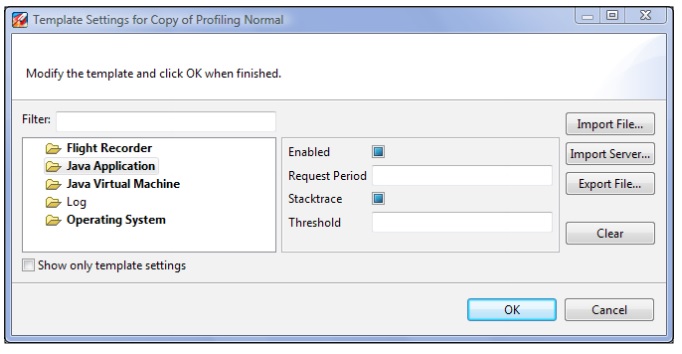 Template Settings for Copy of Profiling Normal
Modify the template and click OK when finished.
Filter:
Import File...
Flight Recorder
Java Application
Java Virtual Machine
Log
Operating System
Enabled
Request Period
Stacktrace
Threshold
Import Server...
Export File...
Clear
Show only template settings
OK
Cancel